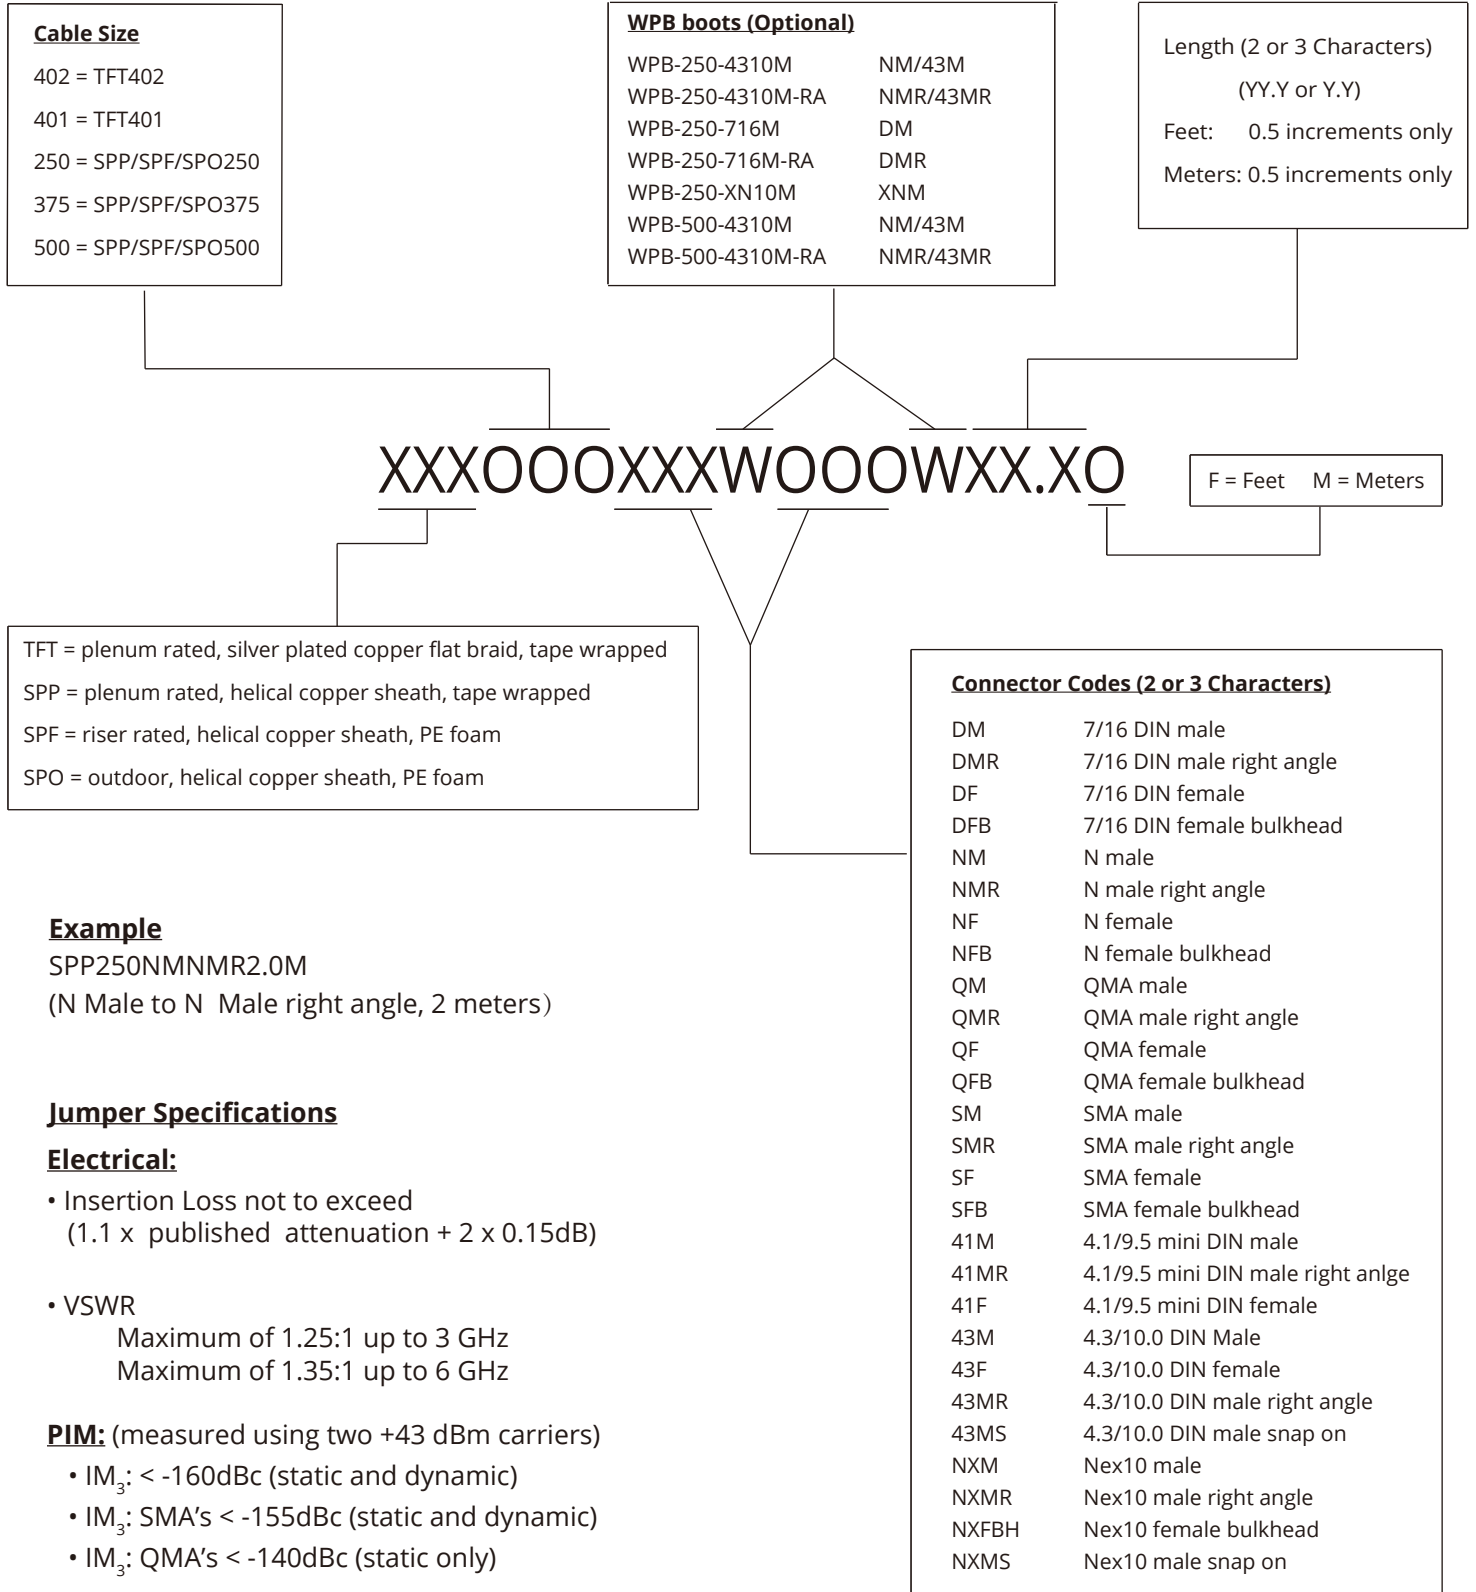 Cable Size
402 = TFT402
401 = TFT401
250 = SPP/SPF/SPO250
375 = SPP/SPF/SPO375
500 = SPP/SPF/SPO500
WPB boots (Optional)
WPB-250-4310M NM/43M
WPB-250-4310M-RA NMR/43MR
WPB-250-716M DM
WPB-250-716M-RA DMR
WPB-250-XN10M XNM
WPB-500-4310M NM/43M
WPB-500-4310M-RA NMR/43MR
Length (2 or 3 Characters)
(YY.Y or Y.Y)
Feet: 0.5 increments only
Meters: 0.5 increments only
XXXOOOXXXWOOOWXX.XO
F = Feet M = Meters
TFT = plenum rated, silver plated copper flat braid, tape wrapped
SPP = plenum rated, helical copper sheath, tape wrapped
SPF = riser rated, helical copper sheath, PE foam
SPO = outdoor, helical copper sheath, PE foam
Connector Codes (2 or 3 Characters)
DM 7/16 DIN male
DMR 7/16 DIN male right angle
DF 7/16 DIN female
DFB 7/16 DIN female bulkhead
NM N male
NMR N male right angle
NF N female
NFB N female bulkhead
QM QMA male
QMR QMA male right angle
QF QMA female
QFB QMA female bulkhead
SM SMA male
SMR SMA male right angle
SF SMA female
SFB SMA female bulkhead
41M 4.1/9.5 mini DIN male
41MR 4.1/9.5 mini DIN male right anlge
41F 4.1/9.5 mini DIN female
43M 4.3/10.0 DIN Male
43F 4.3/10.0 DIN female
43MR 4.3/10.0 DIN male right angle
43MS 4.3/10.0 DIN male snap on
NXM Nex10 male
NXMR Nex10 male right angle
NXFBH Nex10 female bulkhead
NXMS Nex10 male snap on
Example
SPP250NMNMR2.0M
(N Male to N Male right angle, 2 meters）
Jumper Specifications
Electrical:
• Insertion Loss not to exceed
(1.1 x published attenuation + 2 x 0.15dB)
• VSWR
Maximum of 1.25:1 up to 3 GHz
Maximum of 1.35:1 up to 6 GHz
PIM: (measured using two +43 dBm carriers)
• IM₃: < -160dBc (static and dynamic)
• IM₃: SMA’s < -155dBc (static and dynamic)
• IM₃: QMA’s < -140dBc (static only)